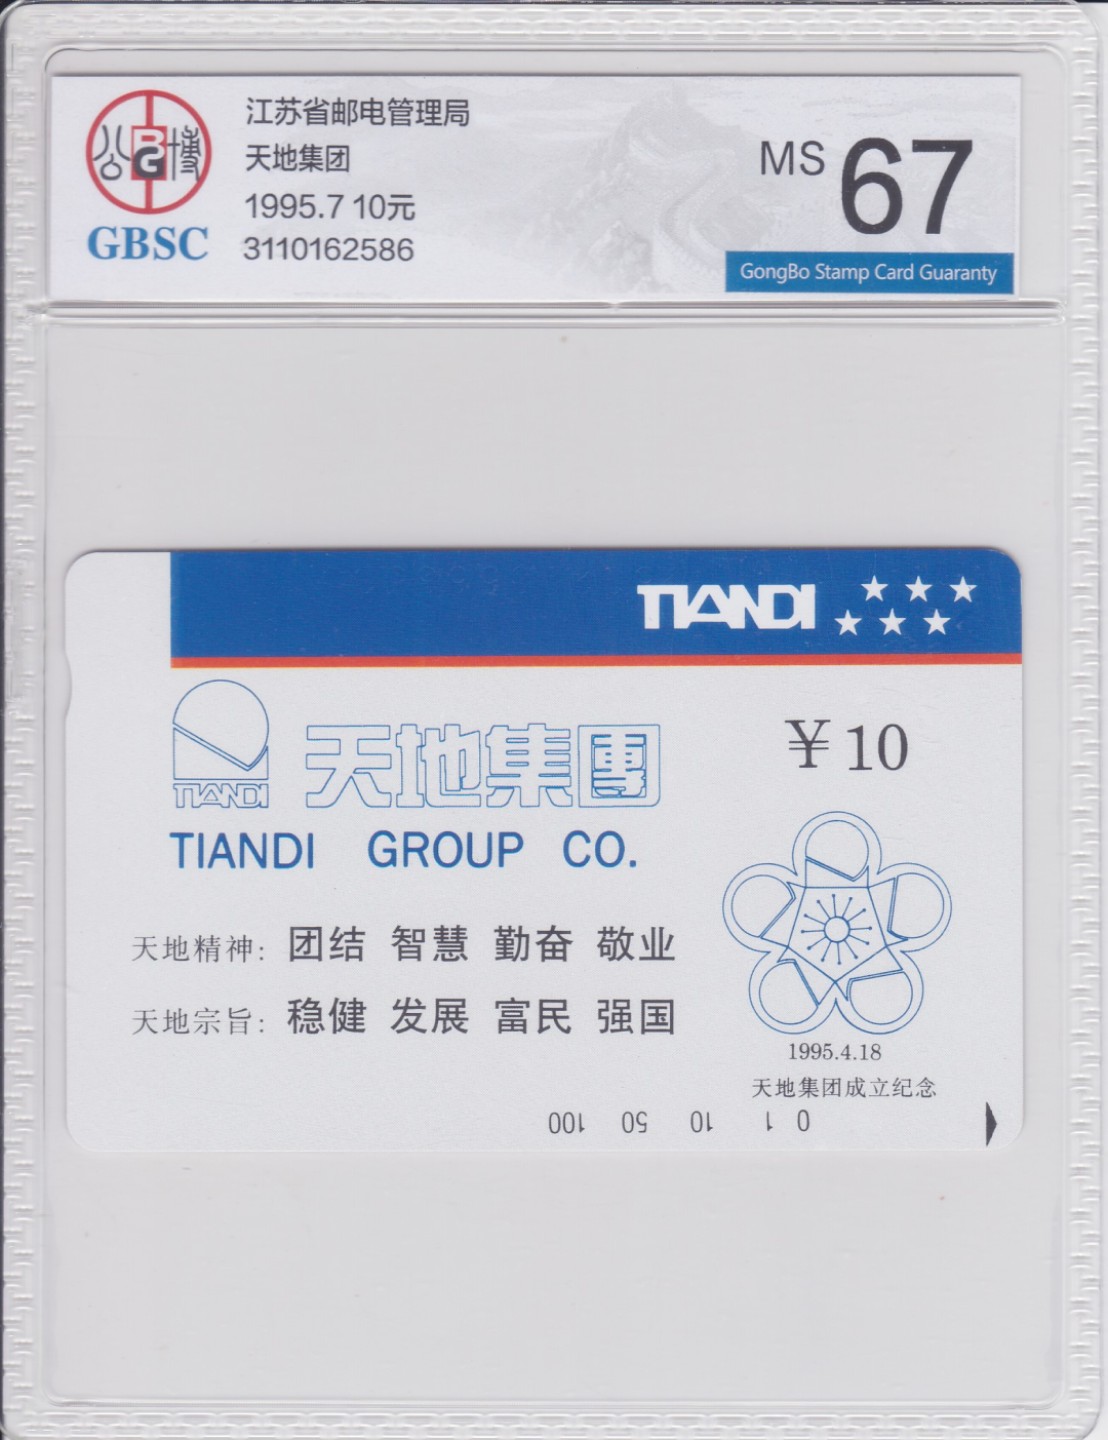 江苏省邮电管理局
天地集团
1995.7 10元
3110162586
公博
BG
GBSC
MS 67
GongBo Stamp Card Guaranty
TIANDI
TIANDI
天地集團
¥10
TIANDI GROUP CO.
天地精神: 团结 智慧 勤奋 敬业
天地宗旨: 稳健 发展 富民 强国
1995.4.18
天地集团成立纪念
100 50 10 1 0